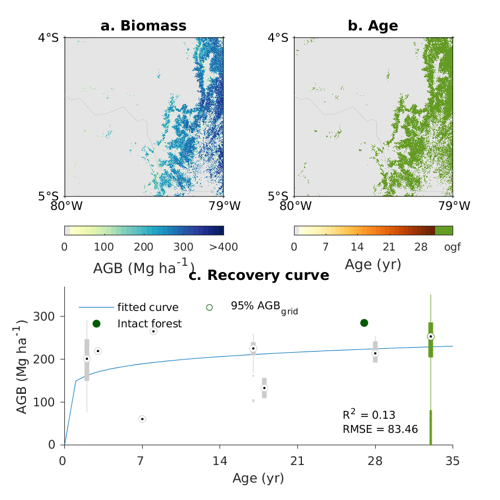 a. Biomass
b. Age
4°S
4°S
5°S
5°S
80°W
79°W
80°W
79°W
0 100 200 300 >400
AGB (Mg ha-1)
0 7 14 21 28 ogf
Age (yr)
c. Recovery curve
fitted curve
95% AGBgrid
Intact forest
300
200
100
0
AGB (Mg ha-1)
R2 = 0.13
RMSE = 83.46
0 7 14 21 28 35
Age (yr)